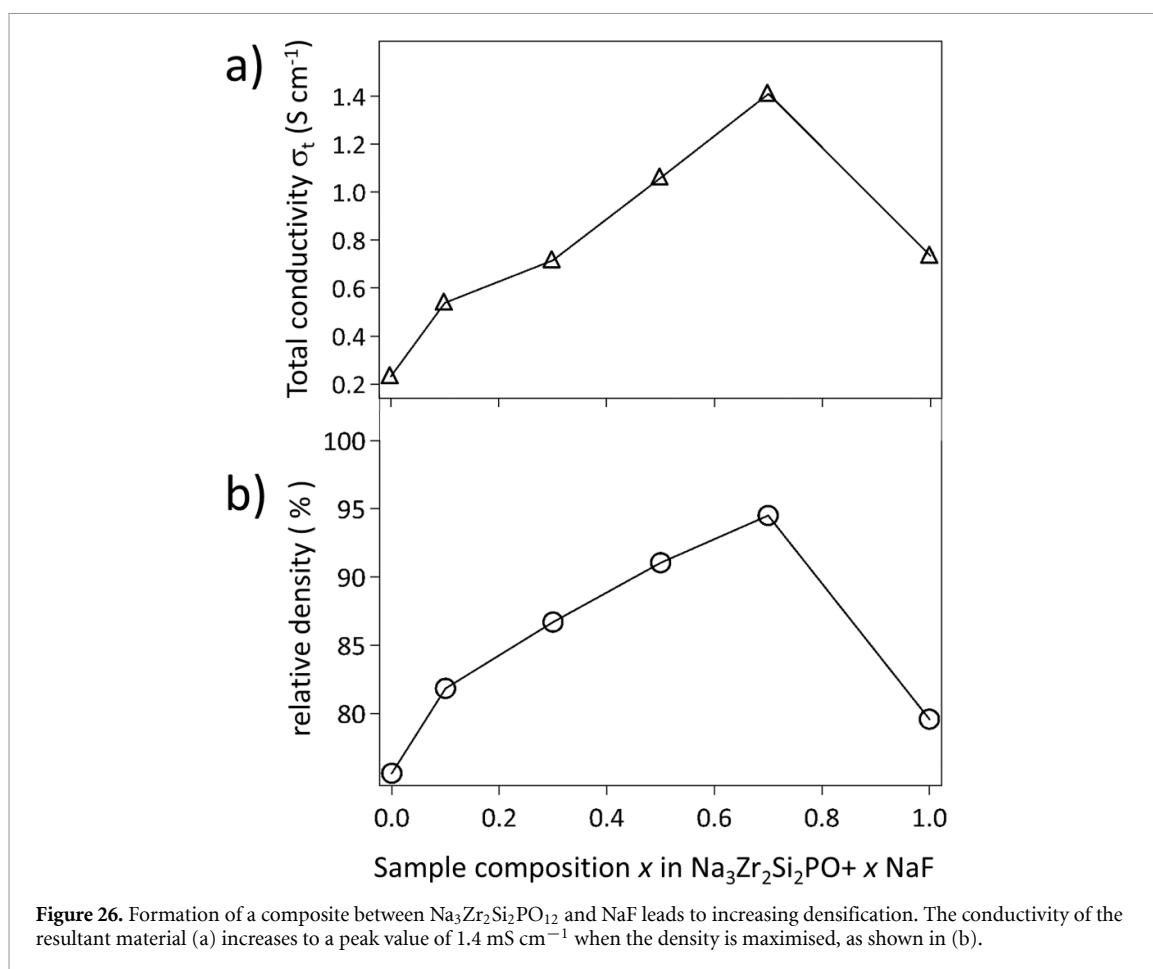 a)
Total conductivity σt (S cm-1)
1.4
1.2
1.0
0.8
0.6
0.4
0.2
b)
relative density ( % )
100
95
90
85
80
0.0 0.2 0.4 0.6 0.8 1.0
Sample composition x in Na3Zr2Si2PO+ x NaF
Figure 26. Formation of a composite between Na3Zr2Si2PO12 and NaF leads to increasing densification. The conductivity of the
resultant material (a) increases to a peak value of 1.4 mS cm−1 when the density is maximised, as shown in (b).